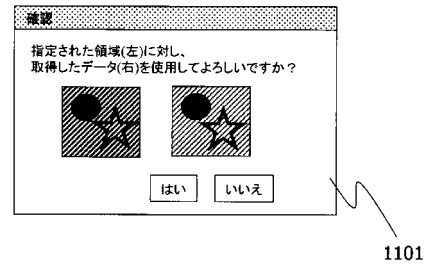 確認
指定された領域(左)に対し、
取得したデータ(右)を使用してよろしいですか？
はい
いいえ
1101